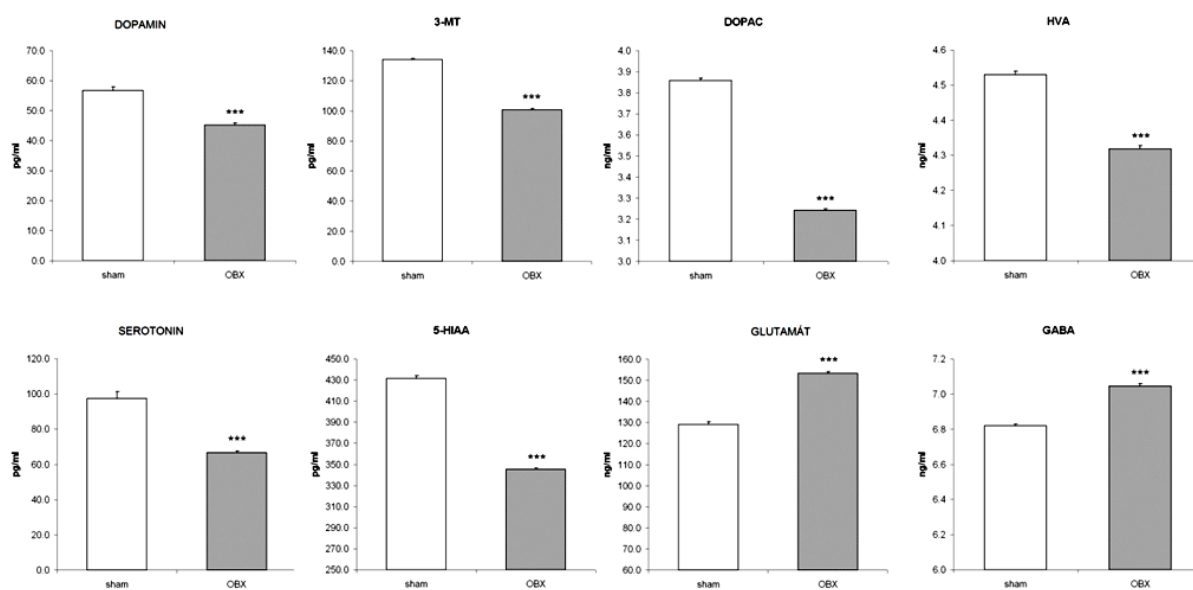 DOPAMIN
pg/ml
70.0
60.0
50.0
40.0
30.0
20.0
10.0
0.0
***
sham
OBX
3-MT
pg/ml
140.0
120.0
100.0
80.0
60.0
40.0
20.0
0.0
***
sham
OBX
DOPAC
ng/ml
4.0
3.9
3.8
3.7
3.6
3.5
3.4
3.3
3.2
3.1
3.0
***
sham
OBX
HVA
ng/ml
4.6
4.5
4.4
4.3
4.2
4.1
4.0
***
sham
OBX
SEROTONIN
pg/ml
120.0
100.0
80.0
60.0
40.0
20.0
0.0
***
sham
OBX
5-HIAA
pg/ml
450.0
430.0
410.0
390.0
370.0
350.0
330.0
310.0
290.0
270.0
250.0
***
sham
OBX
GLUTAMÁT
ng/ml
160.0
150.0
140.0
130.0
120.0
110.0
100.0
90.0
80.0
70.0
60.0
***
sham
OBX
GABA
ng/ml
7.2
7.0
6.8
6.6
6.4
6.2
6.0
***
sham
OBX